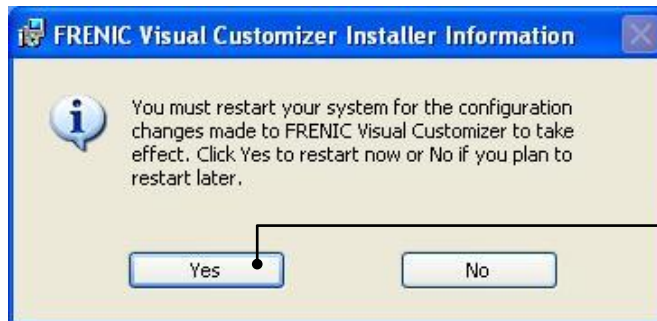 FRENIC Visual Customizer Installer Information
You must restart your system for the configuration
changes made to FRENIC Visual Customizer to take
effect. Click Yes to restart now or No if you plan to
restart later.
Yes
No